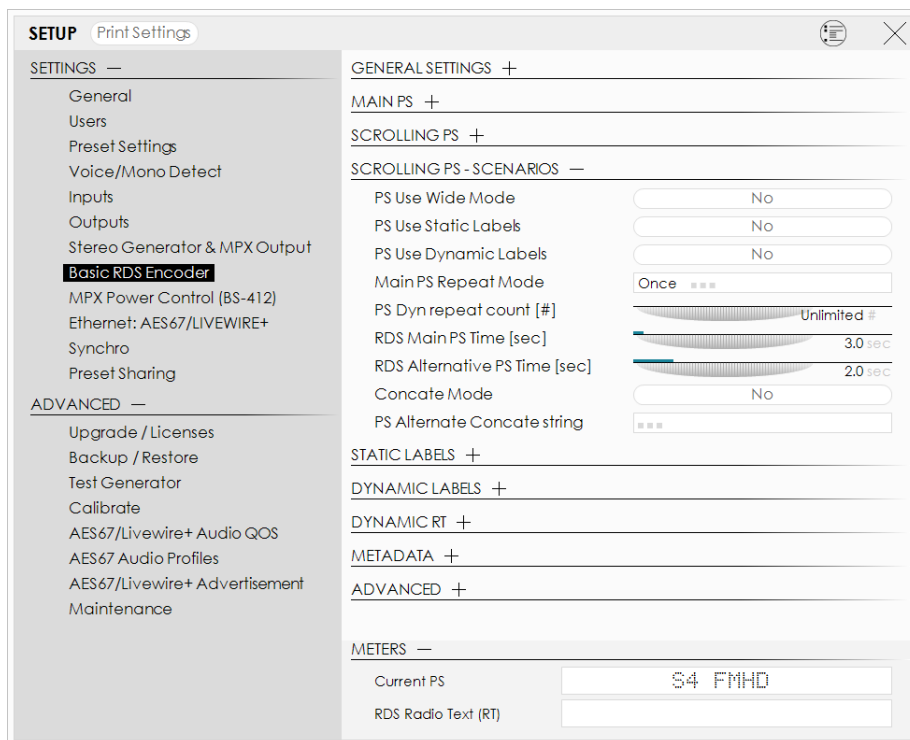 SETUP Print Settings
SETTINGS —
General
Users
Preset Settings
Voice/Mono Detect
Inputs
Outputs
Stereo Generator & MPX Output
Basic RDS Encoder
MPX Power Control (BS-412)
Ethernet: AES67/LIVEWIRE+
Synchro
Preset Sharing
ADVANCED —
Upgrade / Licenses
Backup / Restore
Test Generator
Calibrate
AES67/Livewire+ Audio QOS
AES67 Audio Profiles
AES67/Livewire+ Advertisement
Maintenance
GENERAL SETTINGS +
MAIN PS +
SCROLLING PS +
SCROLLING PS - SCENARIOS —
PS Use Wide Mode No
PS Use Static Labels No
PS Use Dynamic Labels No
Main PS Repeat Mode Once
PS Dyn repeat count [#] Unlimited #
RDS Main PS Time [sec] 3.0 sec
RDS Alternative PS Time [sec] 2.0 sec
Concate Mode No
PS Alternate Concate string
STATIC LABELS +
DYNAMIC LABELS +
DYNAMIC RT +
METADATA +
ADVANCED +
METERS —
Current PS S4 FMHD
RDS Radio Text (RT)